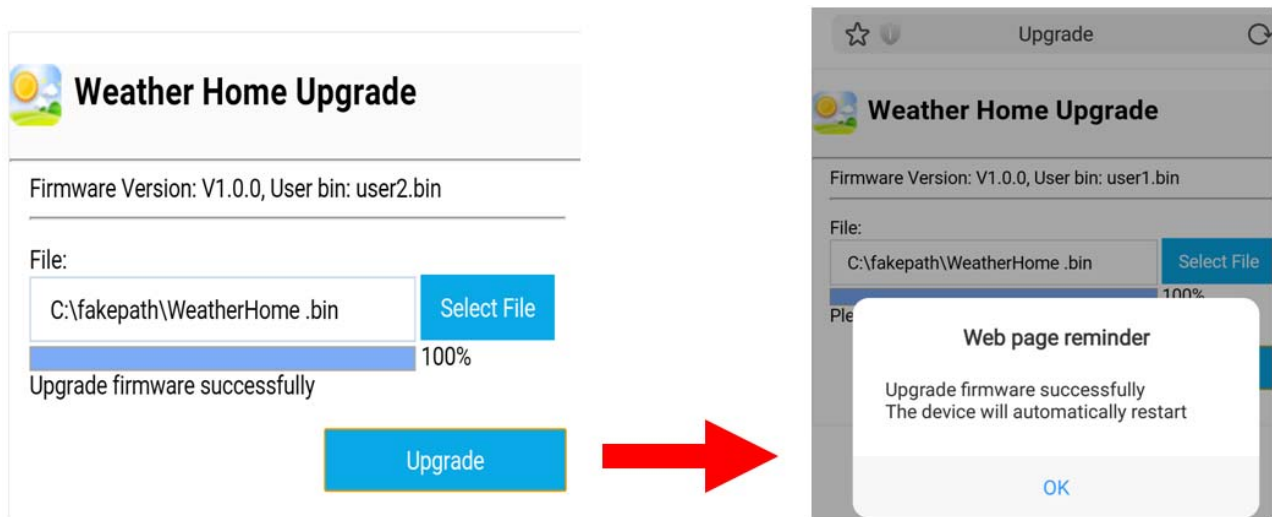 Weather Home Upgrade
Firmware Version: V1.0.0, User bin: user2.bin
File:
C:\fakepath\WeatherHome .bin
Select File
100%
Upgrade firmware successfully
Upgrade
Upgrade
Weather Home Upgrade
Firmware Version: V1.0.0, User bin: user1.bin
File:
C:\fakepath\WeatherHome .bin
Select File
100%
Ple
Web page reminder
Upgrade firmware successfully
The device will automatically restart
OK